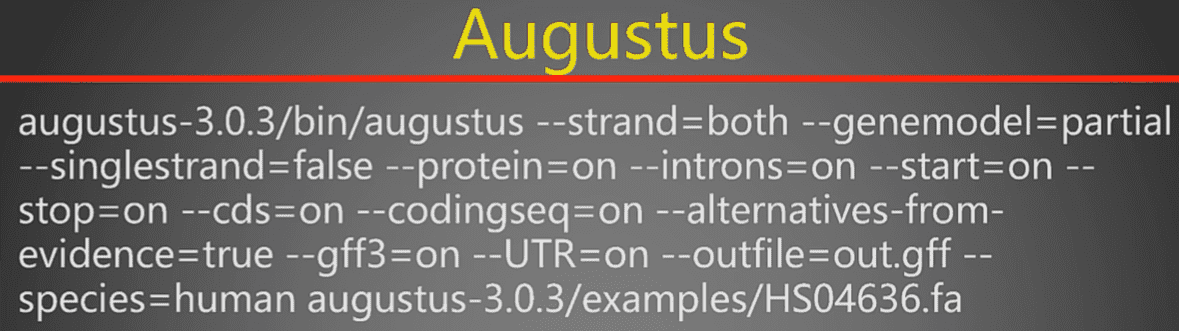 Augustus
augustus-3.0.3/bin/augustus --strand=both --genemodel=partial
--singlestrand=false --protein=on --introns=on --start=on --
stop=on --cds=on --codingseq=on --alternatives-from-
evidence=true --gff3=on --UTR=on --outfile=out.gff --
species=human augustus-3.0.3/examples/HS04636.fa